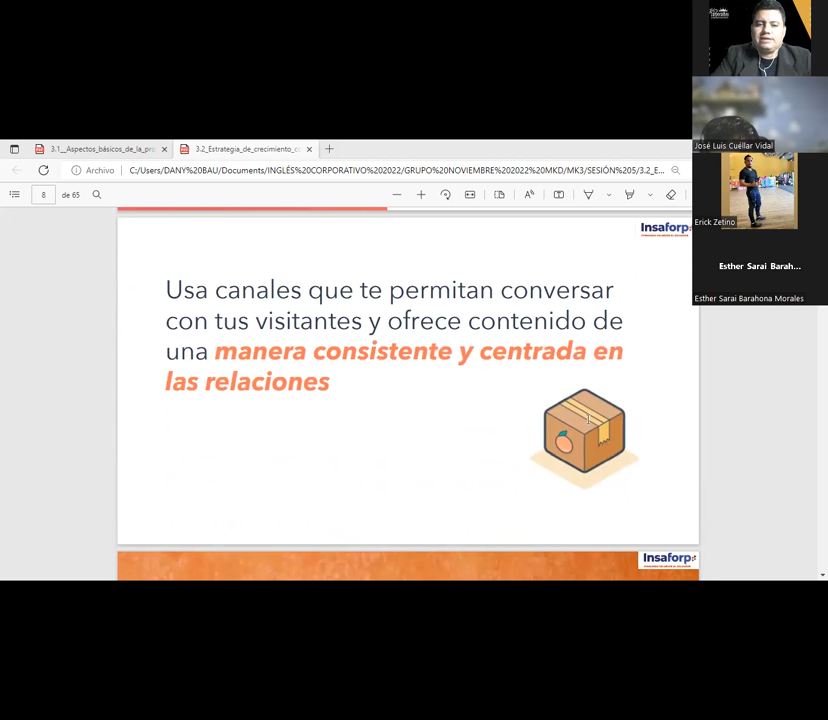 3.1__Aspectos_básicos_de_la_pre
3.2_Estrategia_de_crecimiento_co
Archivo
C:/Users/DANY%20BAU/Documents/INGLÉS%20CORPORATIVO%202022/GRUPO%20NOVIEMBRE%202022%20MKD/MK3/SESIÓN%205/3.2_E...
8 de 65
Insaforp
Usa canales que te permitan conversar
con tus visitantes y ofrece contenido de
una manera consistente y centrada en
las relaciones
Insaforp
José Luis Cuéllar Vidal
Erick Zetino
Esther Sarai Barah...
Esther Sarai Barahona Morales